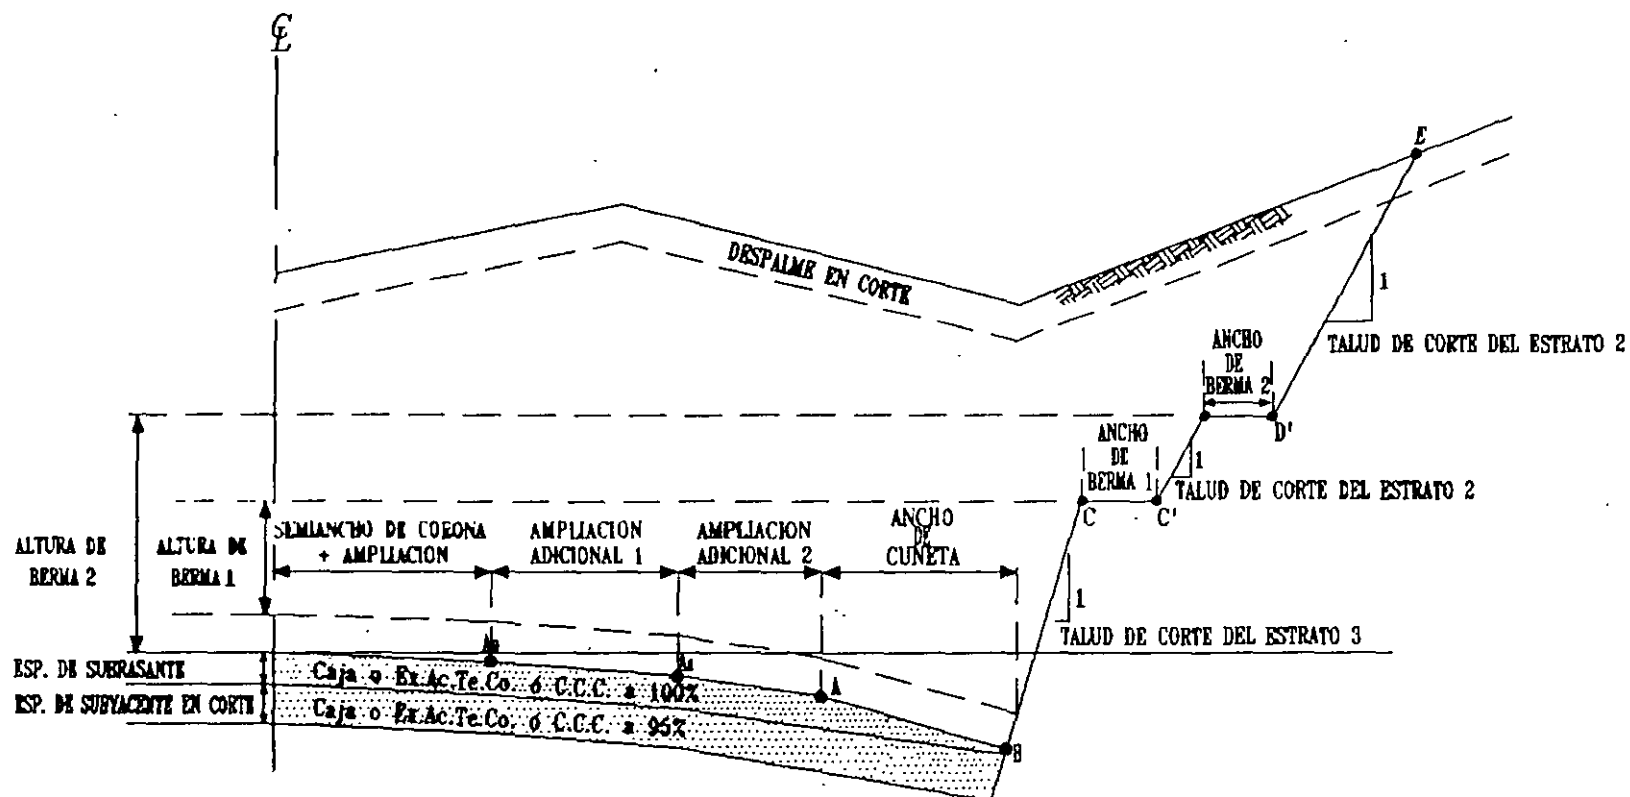 CL
E
DESPALME EN CORTE
1
TALUD DE CORTE DEL ESTRATO 2
ANCHO
DE
BERMA 2
D'
ANCHO
DE
BERMA 1
1
TALUD DE CORTE DEL ESTRATO 2
C
C'
ALTURA DE
BERMA 2
ALTURA DE
BERMA 1
SEMIANCHO DE CORONA
+ AMPLIACION
AMPLIACION
ADICIONAL 1
AMPLIACION
ADICIONAL 2
ANCHO
DE
CUNETA
1
TALUD DE CORTE DEL ESTRATO 3
ESP. DE SUBRASANTE
Caja o Ex.Ac.Te.Co. ó C.C.C. a 100%
A1
A
ESP. DE SUBYACENTE EN CORTE
Caja o Ex.Ac.Te.Co. ó C.C.C. a 95%
B